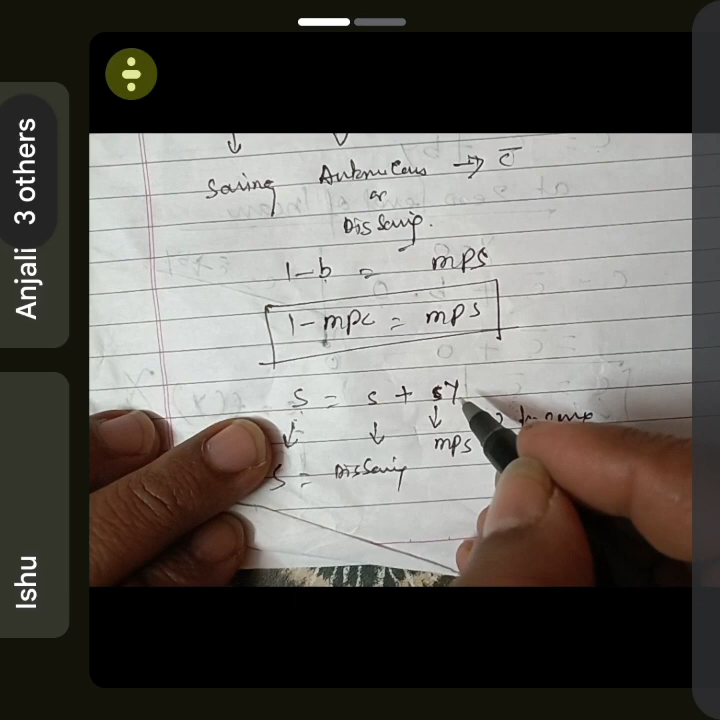 Saving Autonomous → c̄
or
Dissaving.
1-b = mps
1-mpc = mps
S = s + sY
mps
S = Dissaving
Anjali 3 others
Ishu